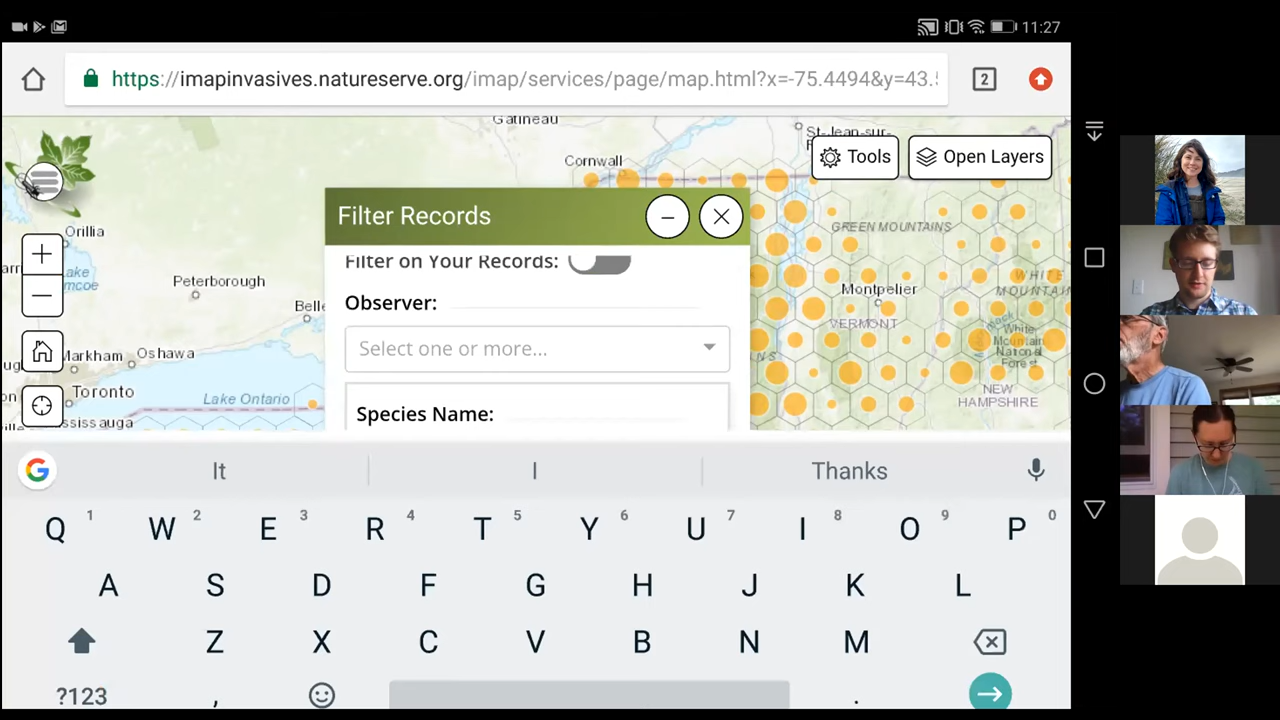 11:27
https://imapinvasives.natureserve.org/imap/services/page/map.html?x=-75.4494&y=43.
2
Gatineau
St-Jean-sur-
Cornwall
Tools
Open Layers
Filter Records
Orillia
GREEN MOUNTAINS
Filter on Your Records:
Lake
Peterborough
WHITE
MOUNTAINS
Montpelier
Observer:
VERMONT
White
Mountain
National
Forest
Select one or more...
Markham
Oshawa
Toronto
Lake Ontario
NEW
HAMPSHIRE
Species Name:
It I Thanks
Q 1 W 2 E 3 R 4 T 5 Y 6 U 7 I 8 O 9 P 0
A S D F G H J K L
Z X C V B N M
?123 , .